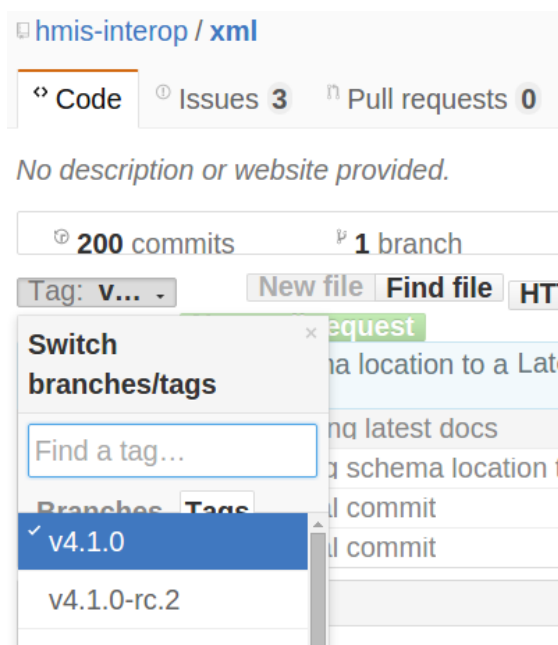 hmis-interop / xml
Code Issues 3 Pull requests 0
No description or website provided.
200 commits 1 branch
Tag: v... New file Find file
equest
Switch
branches/tags
location to a
Find a tag…
latest docs
schema location
Branches Tags
commit
v4.1.0
commit
v4.1.0-rc.2